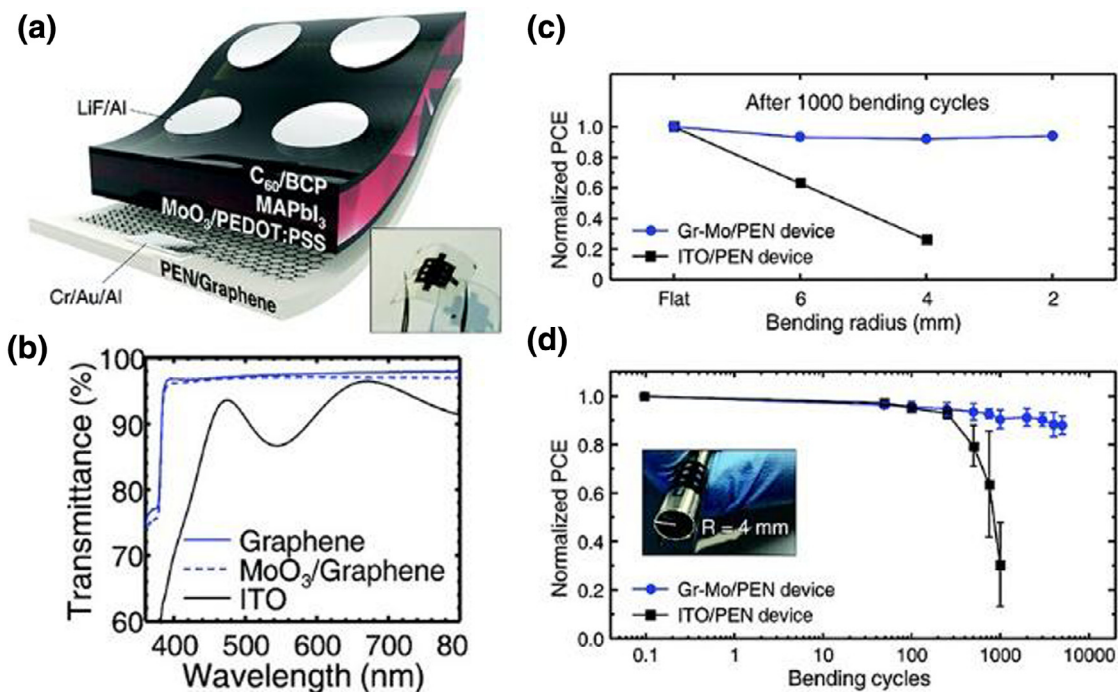 (a)
LiF/Al
C₆₀/BCP
MAPbI₃
MoO₃/PEDOT:PSS
PEN/Graphene
Cr/Au/Al
(b)
100
90
80
70
60
Transmittance (%)
Graphene
MoO₃/Graphene
ITO
400 500 600 700 80
Wavelength (nm)
(c)
After 1000 bending cycles
1.0
0.8
0.6
0.4
0.2
0
Normalized PCE
Gr-Mo/PEN device
ITO/PEN device
Flat 6 4 2
Bending radius (mm)
(d)
1.0
0.8
0.6
0.4
0.2
0.0
Normalized PCE
R = 4 mm
Gr-Mo/PEN device
ITO/PEN device
0.1 1 10 100 1000 10000
Bending cycles